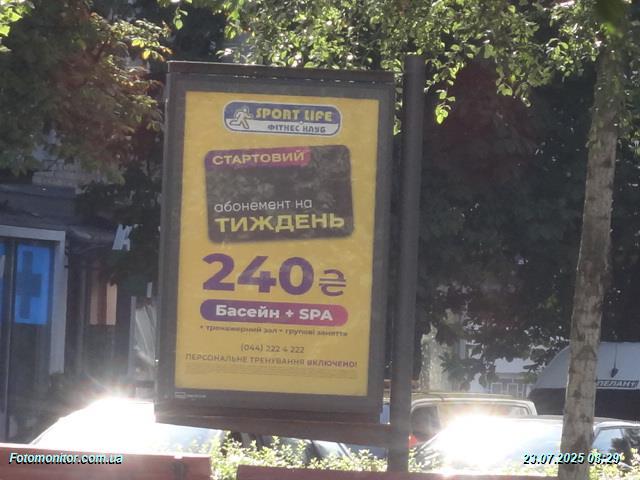 SPORT LIFE
ФІТНЕС КЛУБ
СТАРТОВИЙ
абонемент на
ТИЖДЕНЬ
240₴
Басейн + SPA
+ тренажерний зал + групові заняття
(044) 222 4 222
ПЕРСОНАЛЬНЕ ТРЕНУВАННЯ ВКЛЮЧЕНО!
ПЕЛАНТ
Fotomonitor.com.ua
23.07.2025 08:29